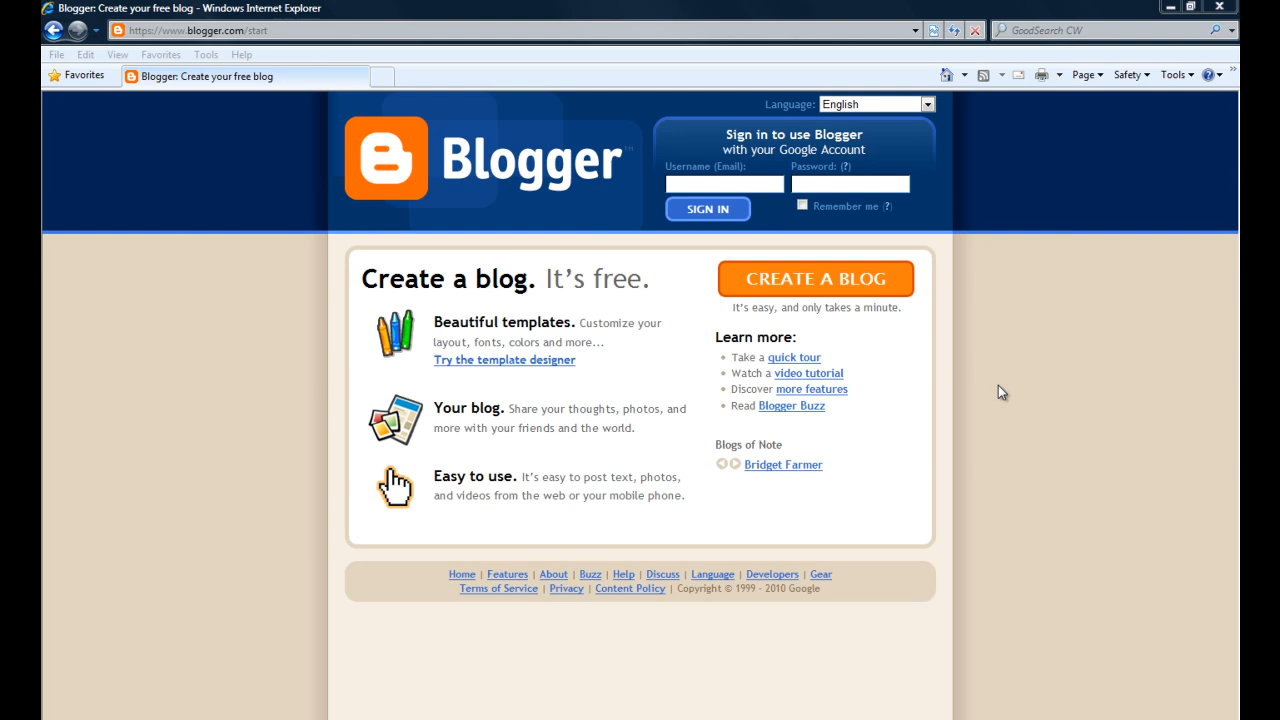 Blogger: Create your free blog - Windows Internet Explorer
https://www.blogger.com/start
GoodSearch CW
File Edit View Favorites Tools Help
Favorites
Blogger: Create your free blog
Page Safety Tools
Language: English
Blogger™
Sign in to use Blogger
with your Google Account
Username (Email): Password: (?)
SIGN IN
Remember me (?)
Create a blog. It's free.
Beautiful templates. Customize your
layout, fonts, colors and more...
Try the template designer
Your blog. Share your thoughts, photos, and
more with your friends and the world.
Easy to use. It's easy to post text, photos,
and videos from the web or your mobile phone.
CREATE A BLOG
It's easy, and only takes a minute.
Learn more:
Take a quick tour
Watch a video tutorial
Discover more features
Read Blogger Buzz
Blogs of Note
Bridget Farmer
Home | Features | About | Buzz | Help | Discuss | Language | Developers | Gear
Terms of Service | Privacy | Content Policy | Copyright © 1999 - 2010 Google